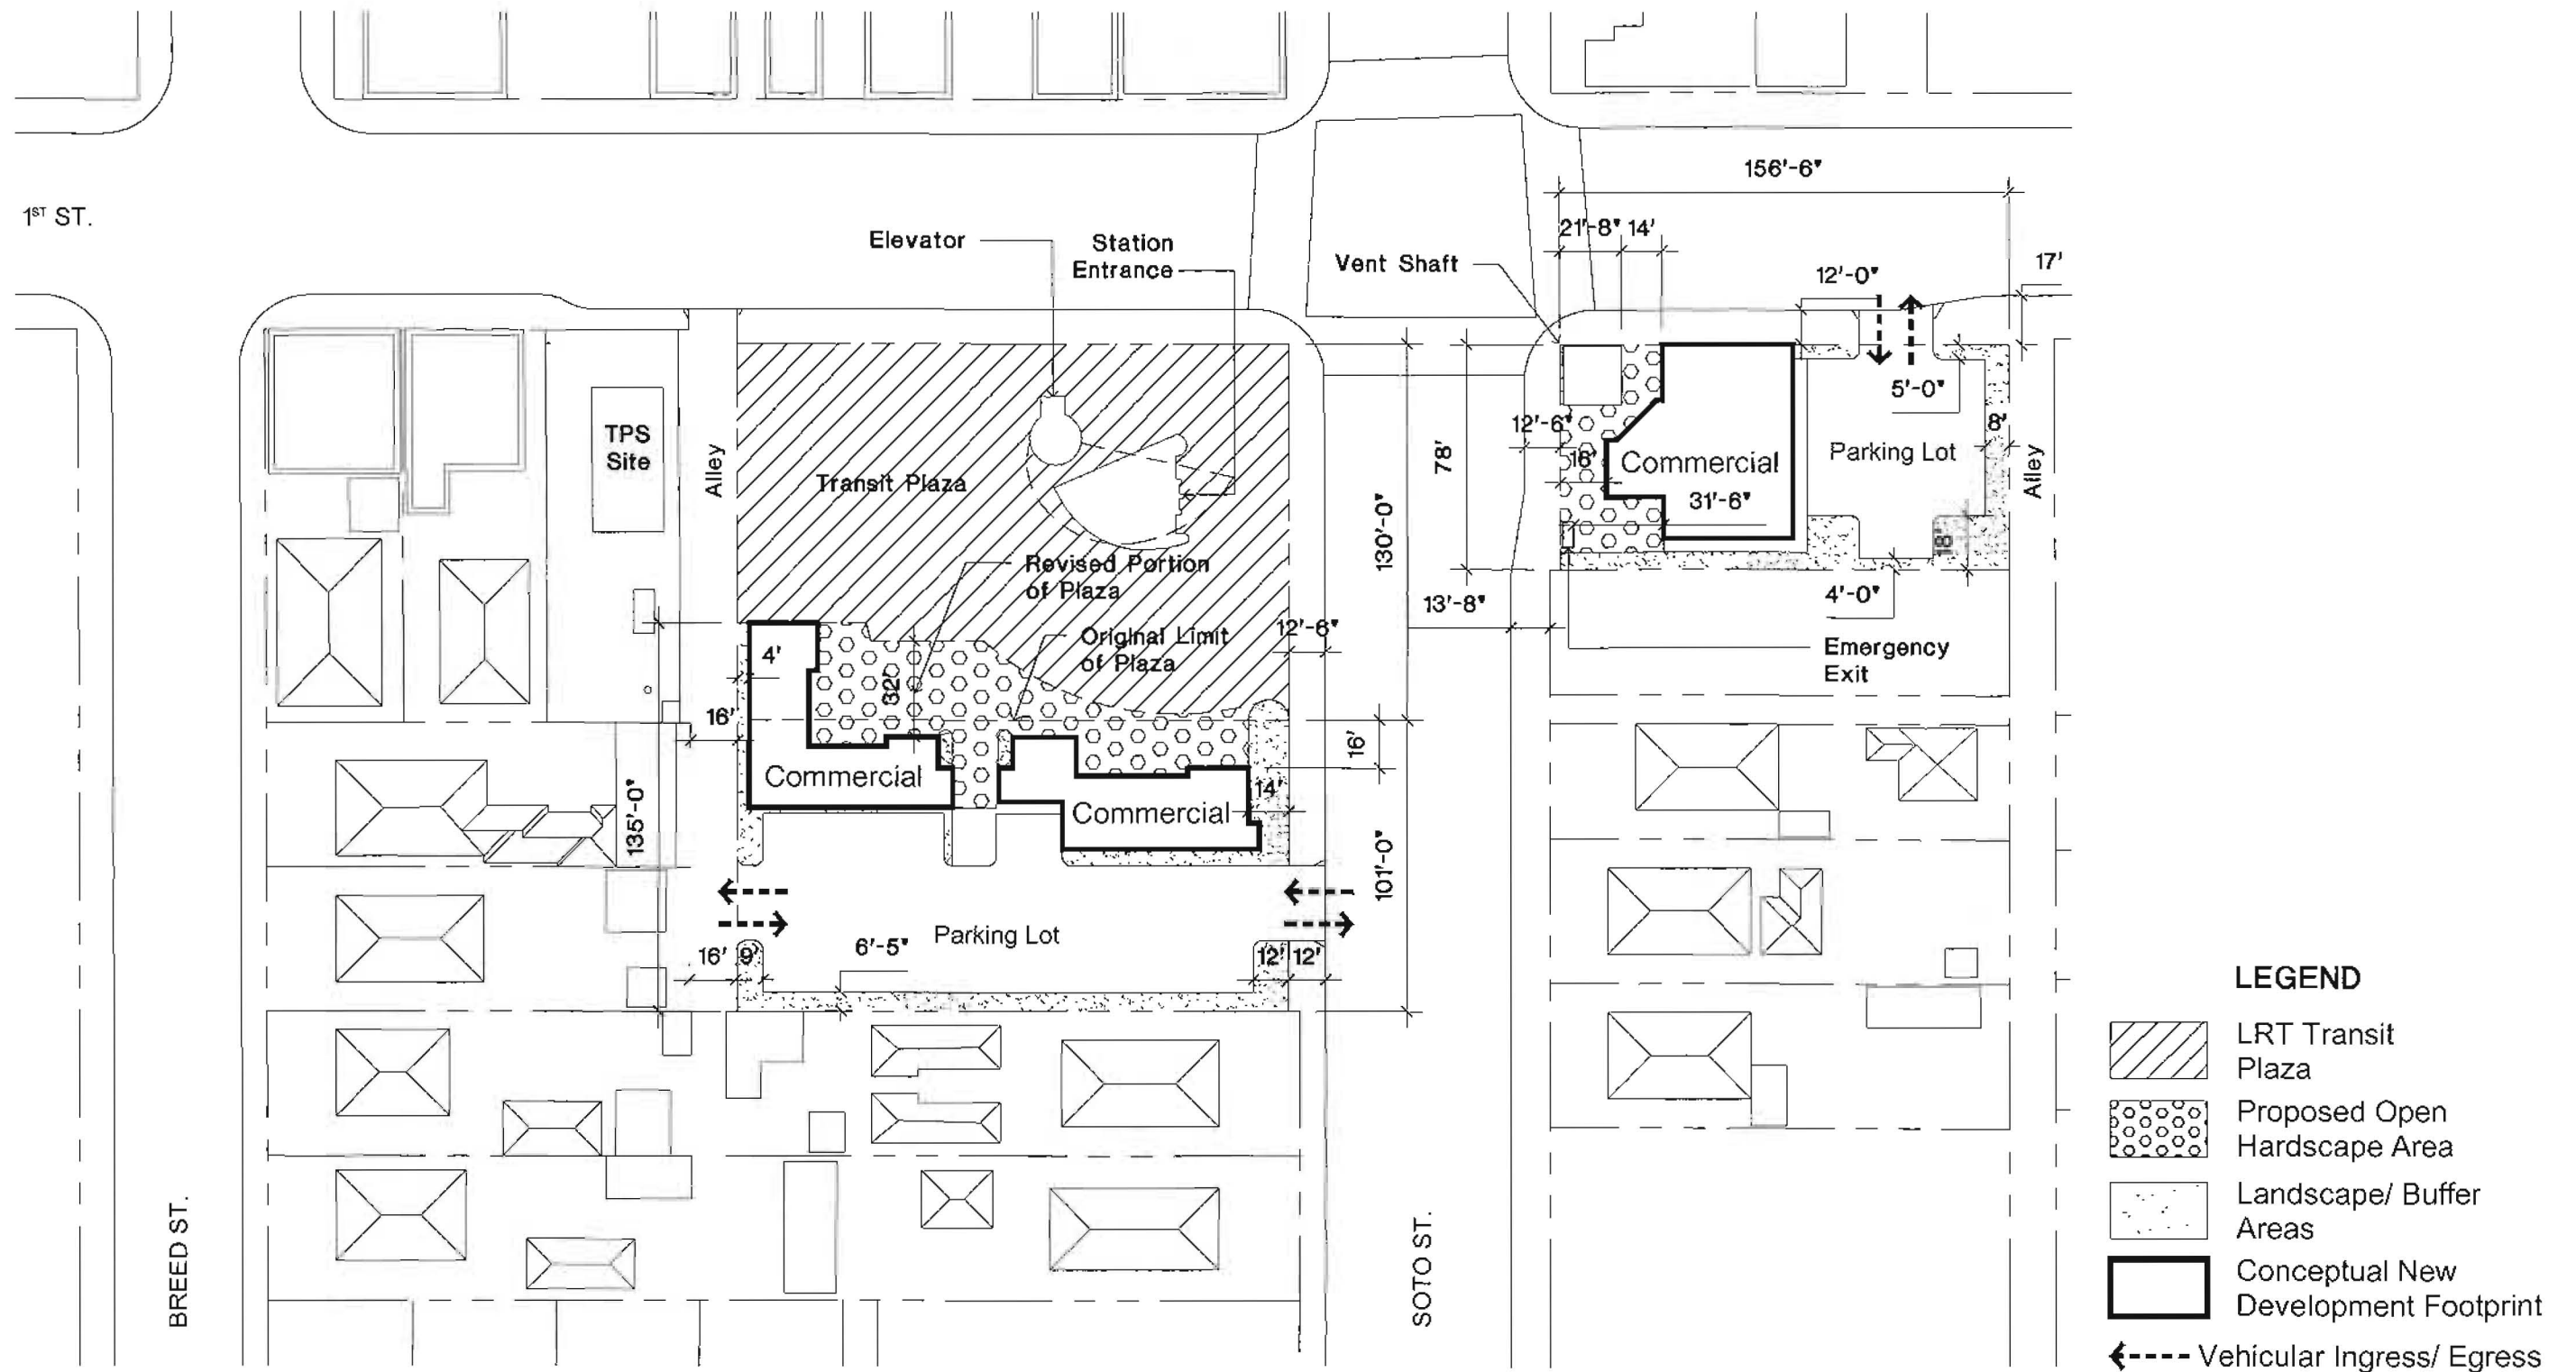 156'-6"
1ST ST.
21'-8" 14'
Elevator
Station
Entrance
Vent Shaft
12'-0"
17'
5'-0"
TPS
Site
Alley
Transit Plaza
12'-6"
78'
16'
Commercial
31'-6"
Parking Lot
8'
Alley
18'
130'-0"
Revised Portion
of Plaza
13'-8"
4'-0"
Original Limit
of Plaza
12'-6"
Emergency
Exit
4'
32'
16'
16'
Commercial
14'
Commercial
135'-0"
101'-0"
Parking Lot
16' 9'
6'-5"
12' 12'
BREED ST.
SOTO ST.
LEGEND
LRT Transit
Plaza
Proposed Open
Hardscape Area
Landscape/ Buffer
Areas
Conceptual New
Development Footprint
Vehicular Ingress/ Egress